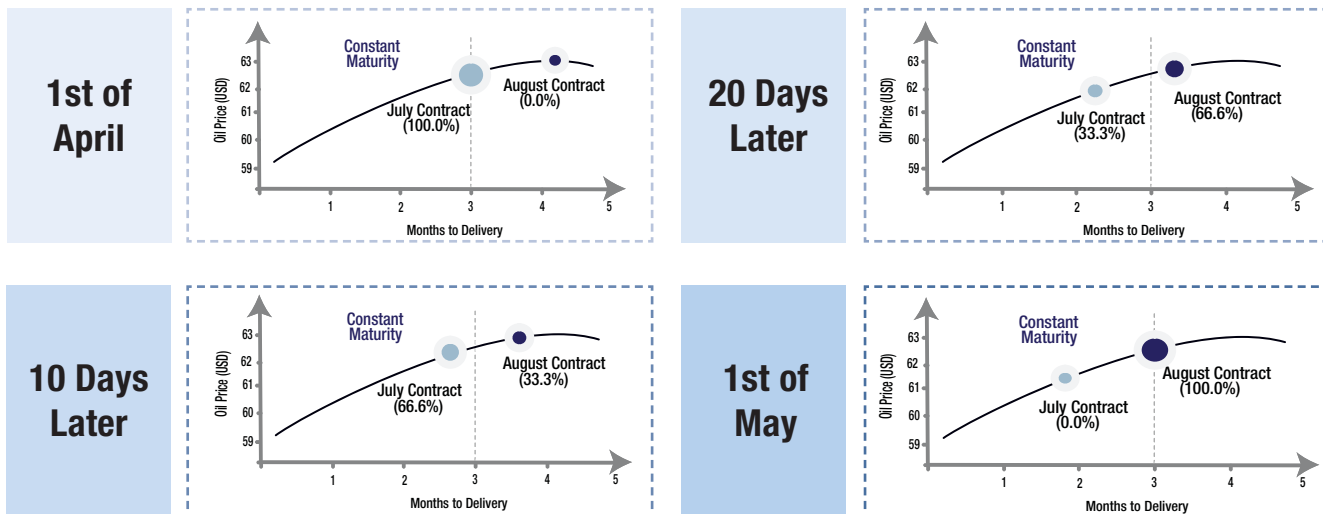 1st of
April
Oil Price (USD)
63
62
61
60
59
Constant
Maturity
July Contract
(100.0%)
August Contract
(0.0%)
1
2
3
4
5
Months to Delivery
20 Days
Later
Oil Price (USD)
63
62
61
60
59
Constant
Maturity
July Contract
(33.3%)
August Contract
(66.6%)
1
2
3
4
5
Months to Delivery
10 Days
Later
Oil Price (USD)
63
62
61
60
59
Constant
Maturity
July Contract
(66.6%)
August Contract
(33.3%)
1
2
3
4
5
Months to Delivery
1st of
May
Oil Price (USD)
63
62
61
60
59
Constant
Maturity
July Contract
(0.0%)
August Contract
(100.0%)
1
2
3
4
5
Months to Delivery